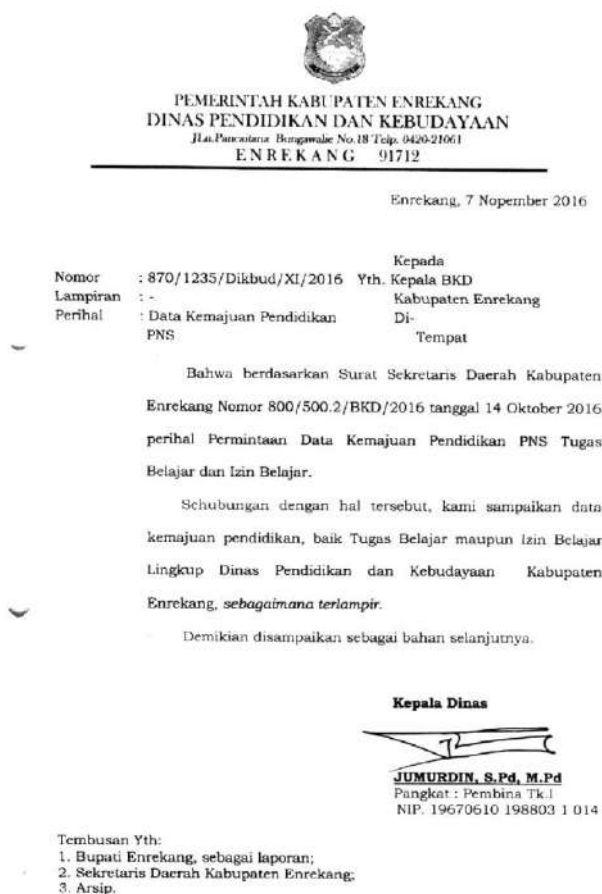 PEMERINTAH KABUPATEN ENREKANG
DINAS PENDIDIKAN DAN KEBUDAYAAN
JLn.Pancaitana Bungawalie No.18 Telp. 0420-21061
ENREKANG 91712
Enrekang, 7 Nopember 2016
Kepada
Nomor : 870/1235/Dikbud/XI/2016 Yth. Kepala BKD
Lampiran : - Kabupaten Enrekang
Perihal : Data Kemajuan Pendidikan Di-
PNS Tempat
Bahwa berdasarkan Surat Sekretaris Daerah Kabupaten
Enrekang Nomor 800/500.2/BKD/2016 tanggal 14 Oktober 2016
perihal Permintaan Data Kemajuan Pendidikan PNS Tugas
Belajar dan Izin Belajar.
Sehubungan dengan hal tersebut, kami sampaikan data
kemajuan pendidikan, baik Tugas Belajar maupun Izin Belajar
Lingkup Dinas Pendidikan dan Kebudayaan Kabupaten
Enrekang, sebagaimana terlampir.
Demikian disampaikan sebagai bahan selanjutnya.
Kepala Dinas
JUMURDIN, S.Pd, M.Pd
Pangkat : Pembina Tk.I
NIP. 19670610 198803 1 014
Tembusan Yth:
1. Bupati Enrekang, sebagai laporan;
2. Sekretaris Daerah Kabupaten Enrekang;
3. Arsip.